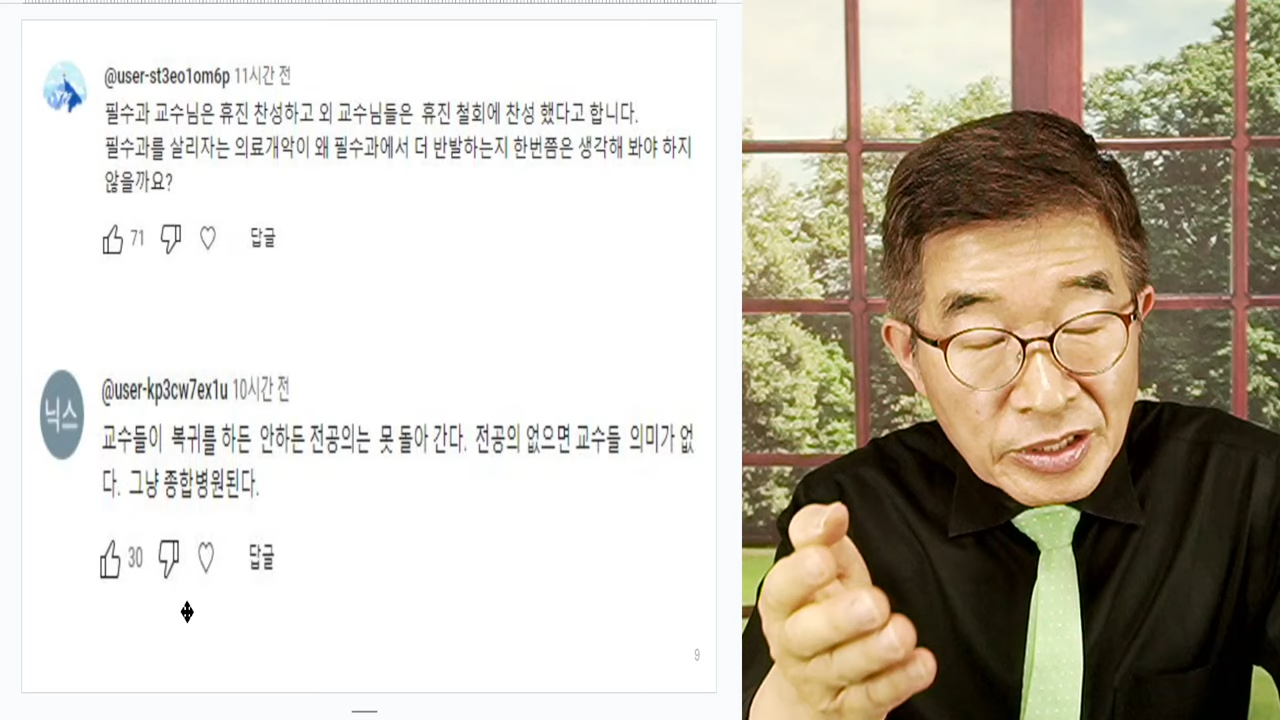 @user-st3eo1om6p 11시간 전
필수과 교수님은 휴진 찬성하고 외 교수님들은 휴진 철회에 찬성 했다고 합니다.
필수과를 살리자는 의료개악이 왜 필수과에서 더 반발하는지 한번쯤은 생각해 봐야 하지
않을까요?
71 답글
닉스
@user-kp3cw7ex1u 10시간 전
교수들이 복귀를 하든 안하든 전공의는 못 돌아 간다. 전공의 없으면 교수들 의미가 없
다. 그냥 종합병원된다.
30 답글
9